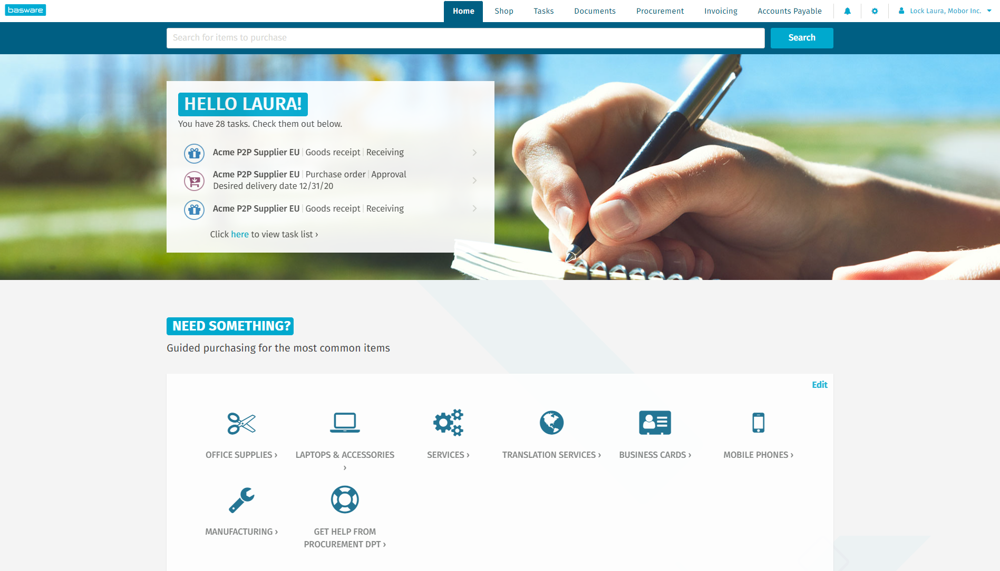 basware
Home Shop Tasks Documents Procurement Invoicing Accounts Payable Lock Laura, Mobor Inc.
Search for items to purchase Search
HELLO LAURA!
You have 28 tasks. Check them out below.
Acme P2P Supplier EU | Goods receipt | Receiving
Acme P2P Supplier EU | Purchase order | Approval
Desired delivery date 12/31/20
Acme P2P Supplier EU | Goods receipt | Receiving
Click here to view task list ›
NEED SOMETHING?
Guided purchasing for the most common items
Edit
OFFICE SUPPLIES ›
LAPTOPS & ACCESSORIES
›
SERVICES ›
TRANSLATION SERVICES ›
BUSINESS CARDS ›
MOBILE PHONES ›
MANUFACTURING ›
GET HELP FROM
PROCUREMENT DPT ›